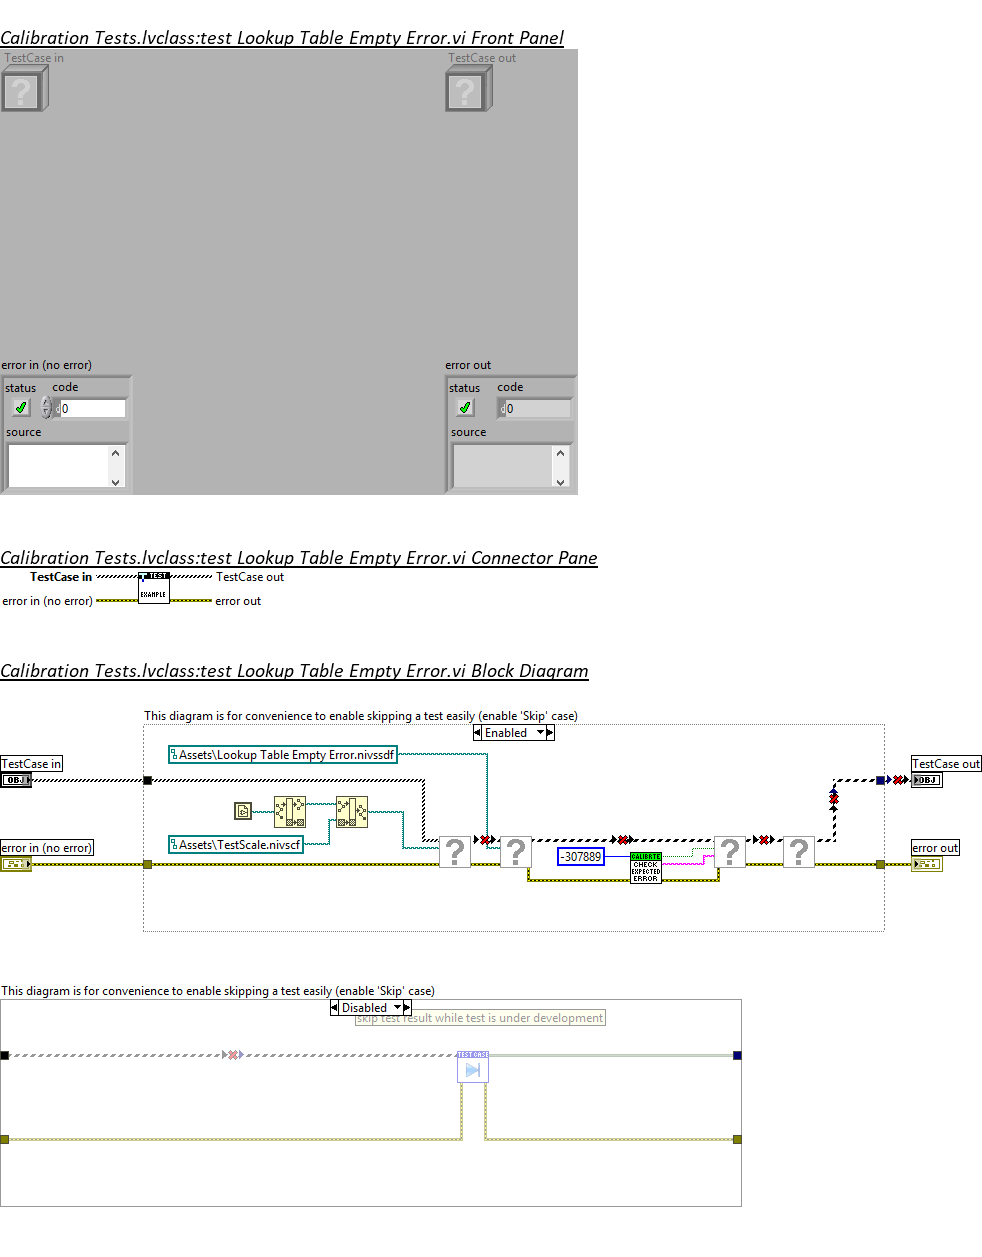 Calibration Tests.lvclass:test Lookup Table Empty Error.vi Front Panel
TestCase in
TestCase out
?
?
error in (no error)
error out
status
code
status
code
d
0
d
0
source
source
Calibration Tests.lvclass:test Lookup Table Empty Error.vi Connector Pane
TestCase in
TEST
TestCase out
EXAMPLE
error in (no error)
error out
Calibration Tests.lvclass:test Lookup Table Empty Error.vi Block Diagram
This diagram is for convenience to enable skipping a test easily (enable 'Skip' case)
Enabled
Assets\Lookup Table Empty Error.nivssdf
TestCase in
OBJ
TestCase out
OBJ
Assets\TestScale.nivscf
error in (no error)
?
?
-307889
CALIBRTE
CHECK
EXPECTED
ERROR
?
?
error out
This diagram is for convenience to enable skipping a test easily (enable 'Skip' case)
Disabled
skip test result while test is under development
TEST CASE